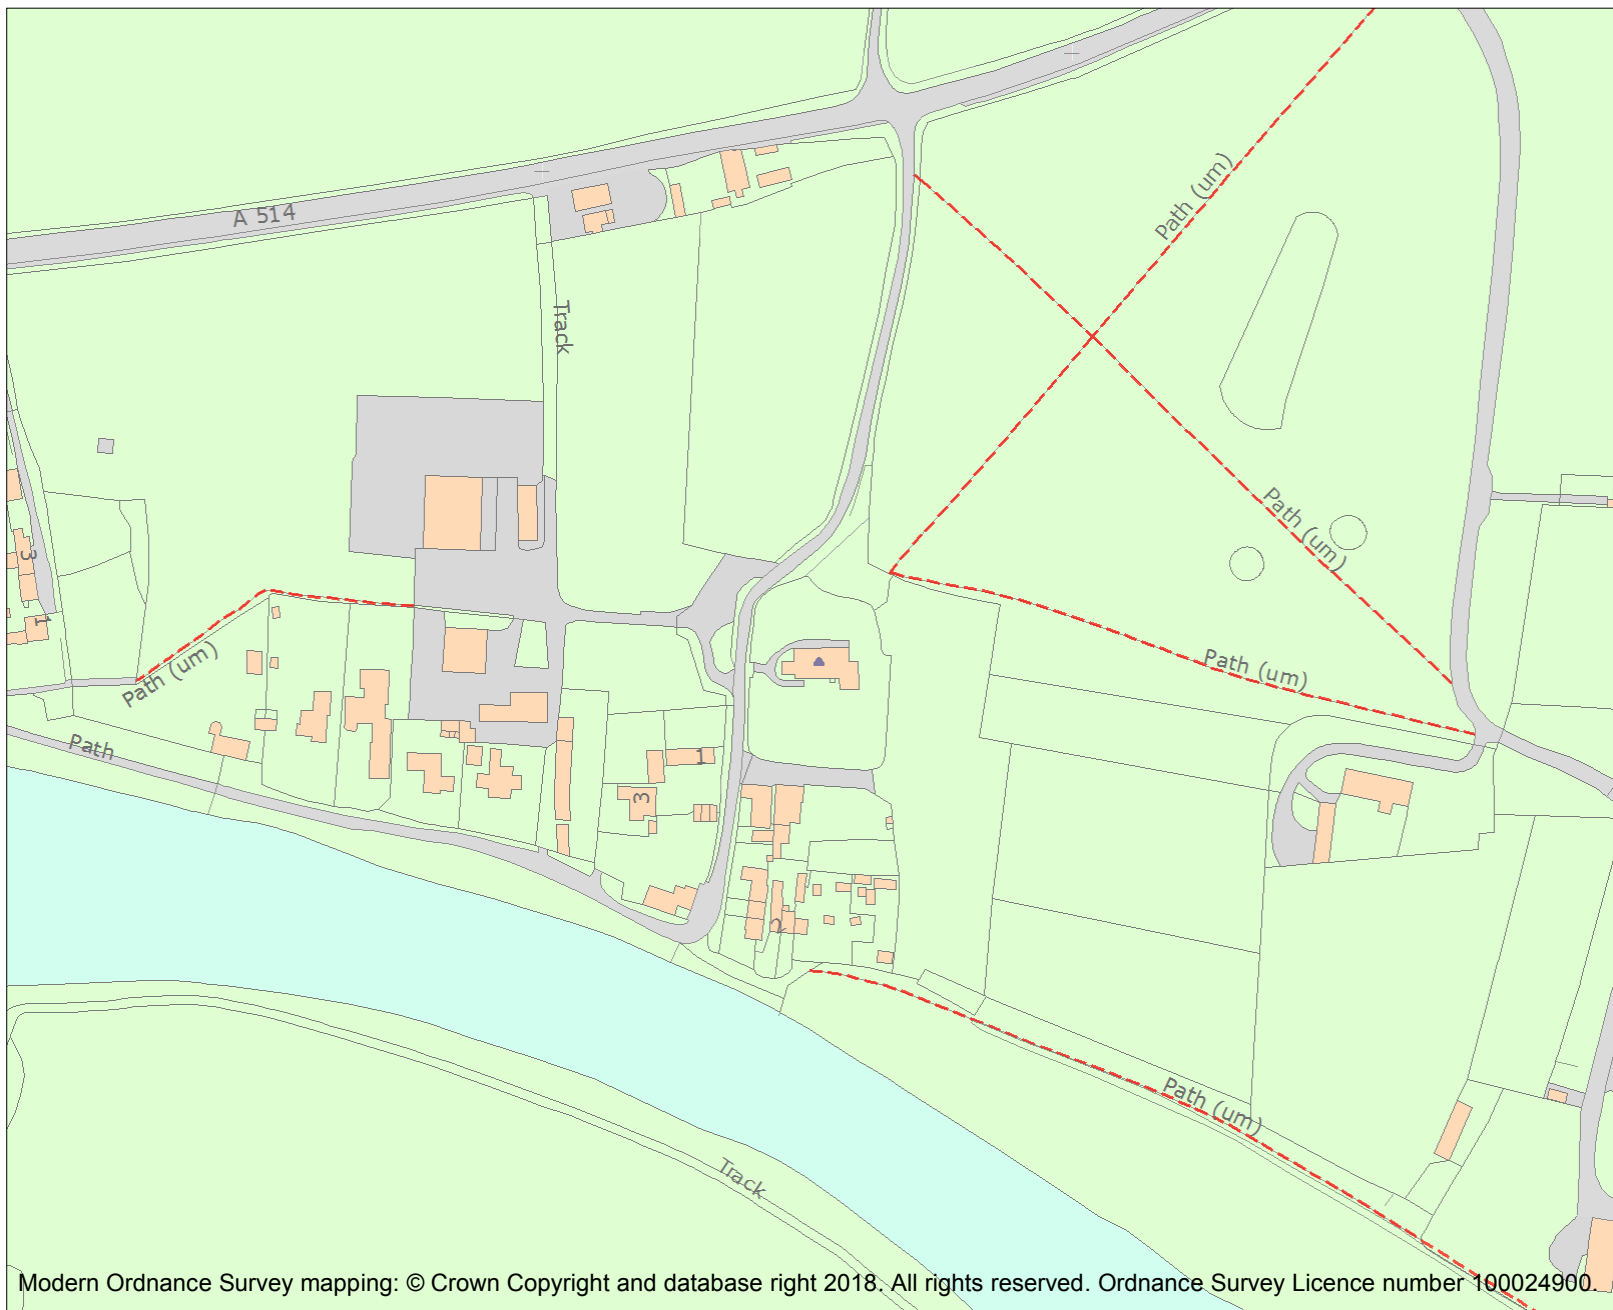 Path (um)
A 514
Track
Path (um)
3
1
Path (um)
Path (um)
Path
1
3
2
Path (um)
Track
Modern Ordnance Survey mapping: © Crown Copyright and database right 2018. All rights reserved. Ordnance Survey Licence number 100024900.